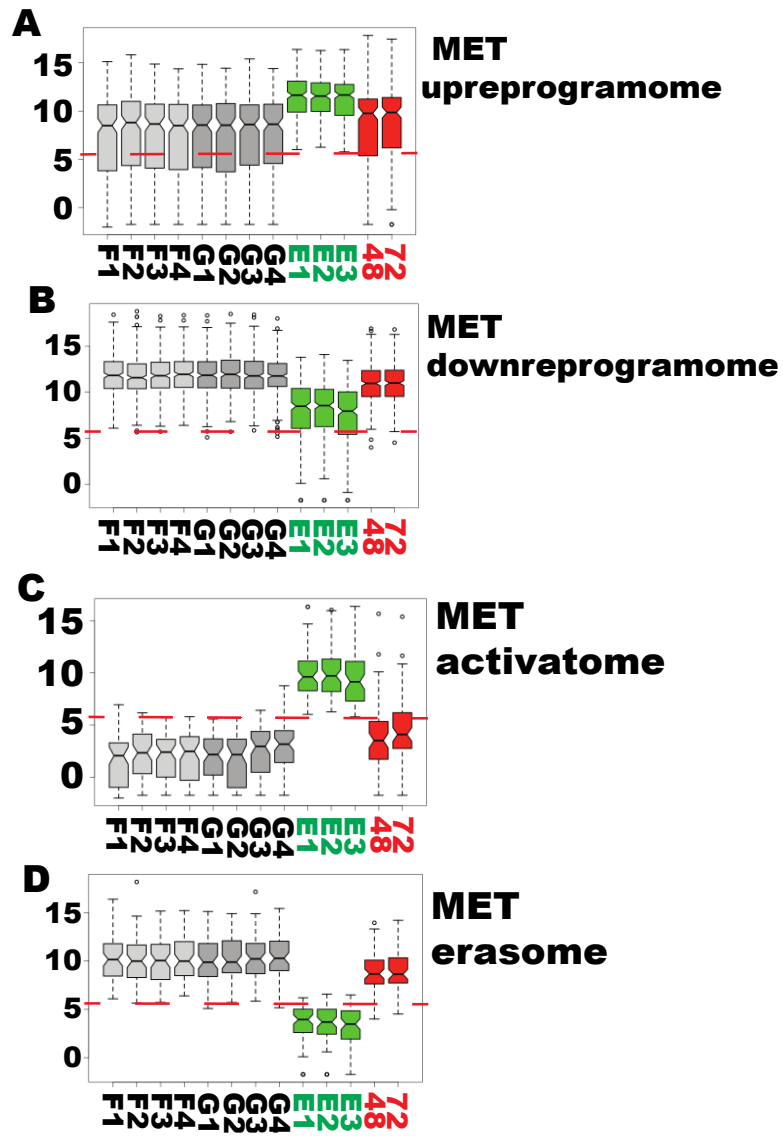 A
MET
upreprogramome
15
10
5
0
F1 F2 F3 F4 G1 G2 G3 G4 E1 E2 E3 48 72
B
MET
downreprogramome
15
10
5
0
F1 F2 F3 F4 G1 G2 G3 G4 E1 E2 E3 48 72
C
MET
activatome
15
10
5
0
F1 F2 F3 F4 G1 G2 G3 G4 E1 E2 E3 48 72
D
MET
erasome
15
10
5
0
F1 F2 F3 F4 G1 G2 G3 G4 E1 E2 E3 48 72